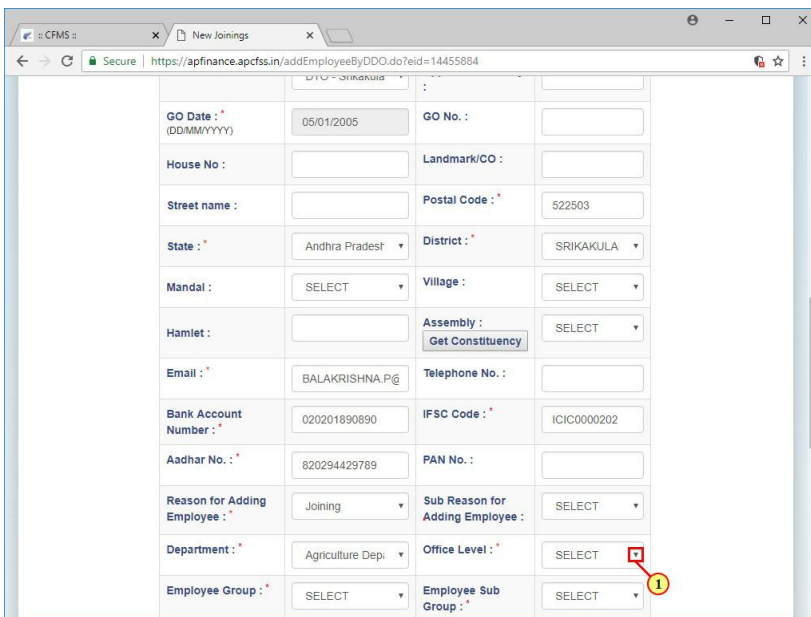 :: CFMS ::
New Joinings
Secure | https://apfinance.apcfss.in/addEmployeeByDDO.do?eid=14455884
DTO - Srikakula
:
GO Date : * 05/01/2005 GO No. :
(DD/MM/YYYY)
House No : Landmark/CO :
Street name : Postal Code : * 522503
State : * Andhra Pradesh District : * SRIKAKULA
Mandal : SELECT Village : SELECT
Hamlet : Assembly : SELECT
Get Constituency
Email : * BALAKRISHNA.P@ Telephone No. :
Bank Account 020201890890 IFSC Code : * ICIC0000202
Number : *
Aadhar No. : * 820294429789 PAN No. :
Reason for Adding Joining Sub Reason for SELECT
Employee : * Adding Employee :
Department : * Agriculture Depa Office Level : * SELECT
1
Employee Group : * SELECT Employee Sub SELECT
Group : *